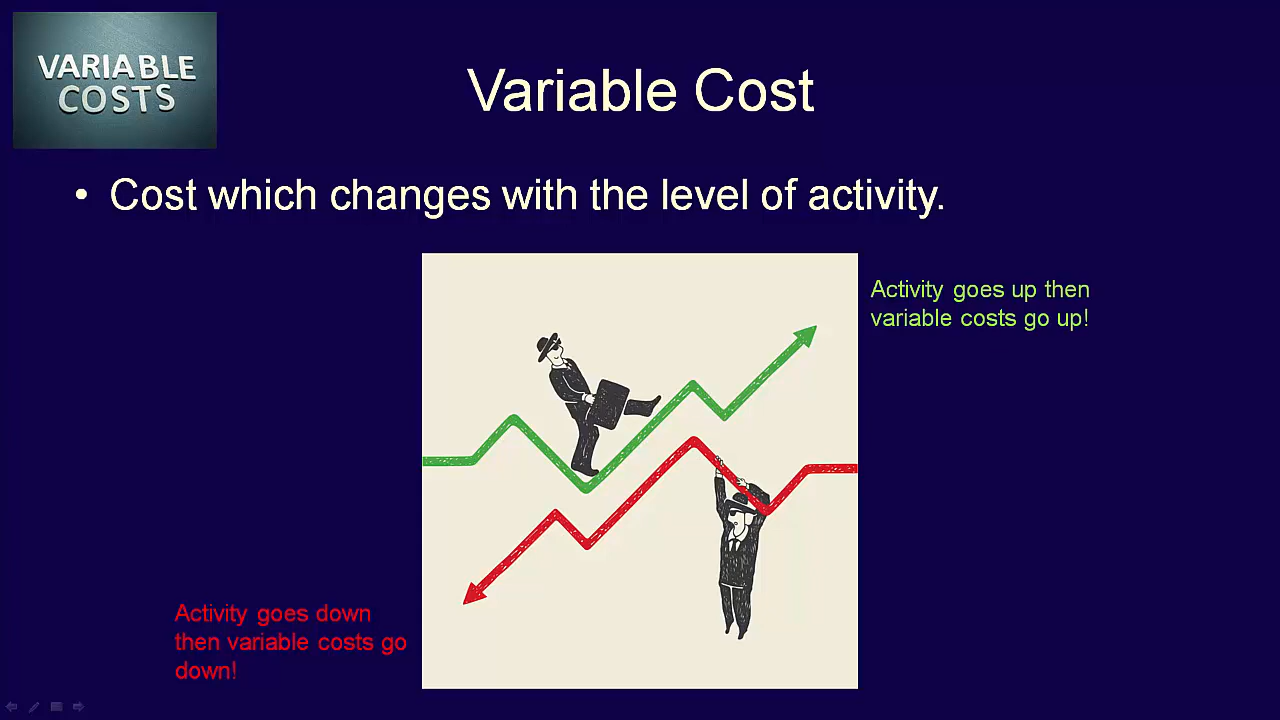 VARIABLE
COSTS
Variable Cost
• Cost which changes with the level of activity.
Activity goes up then
variable costs go up!
Activity goes down
then variable costs go
down!